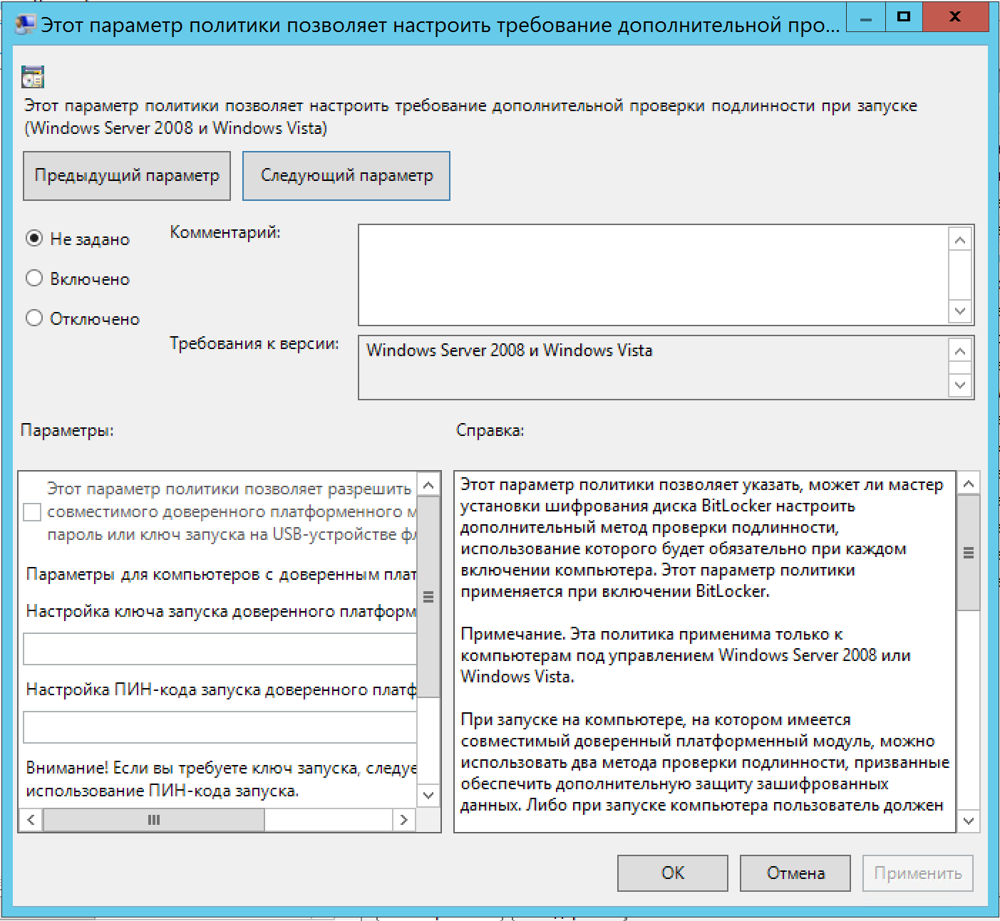 Этот параметр политики позволяет настроить требование дополнительной про...
Этот параметр политики позволяет настроить требование дополнительной проверки подлинности при запуске
(Windows Server 2008 и Windows Vista)
Предыдущий параметр
Следующий параметр
Не задано
Включено
Отключено
Комментарий:
Требования к версии:
Windows Server 2008 и Windows Vista
Параметры:
Справка:
Этот параметр политики позволяет разрешить
совместимого доверенного платформенного м
пароль или ключ запуска на USB-устройстве фл
Параметры для компьютеров с доверенным плат
Настройка ключа запуска доверенного платформ
Настройка ПИН-кода запуска доверенного платф
Внимание! Если вы требуете ключ запуска, следуе
использование ПИН-кода запуска.
Этот параметр политики позволяет указать, может ли мастер
установки шифрования диска BitLocker настроить
дополнительный метод проверки подлинности,
использование которого будет обязательно при каждом
включении компьютера. Этот параметр политики
применяется при включении BitLocker.
Примечание. Эта политика применима только к
компьютерам под управлением Windows Server 2008 или
Windows Vista.
При запуске на компьютере, на котором имеется
совместимый доверенный платформенный модуль, можно
использовать два метода проверки подлинности, призванные
обеспечить дополнительную защиту зашифрованных
данных. Либо при запуске компьютера пользователь должен
ОК
Отмена
Применить